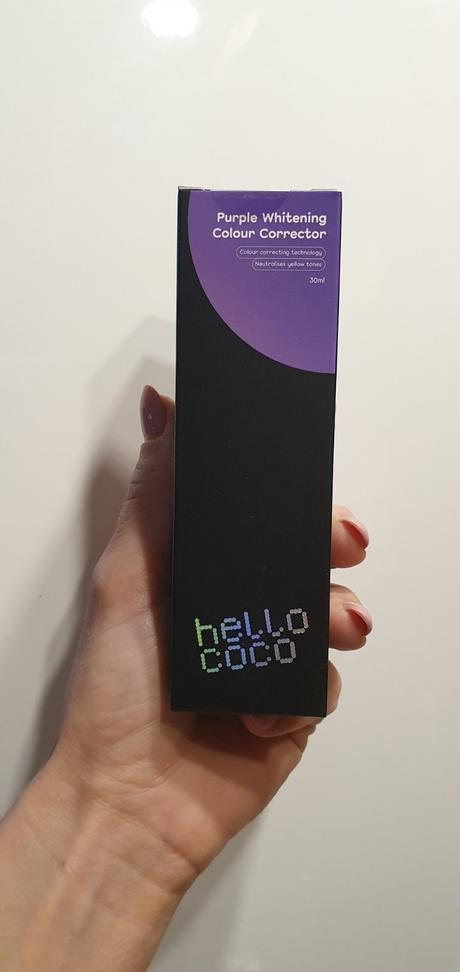 Purple Whitening
Colour Corrector
Colour correcting technology
Neutralises yellow tones
30ml
hello
coco